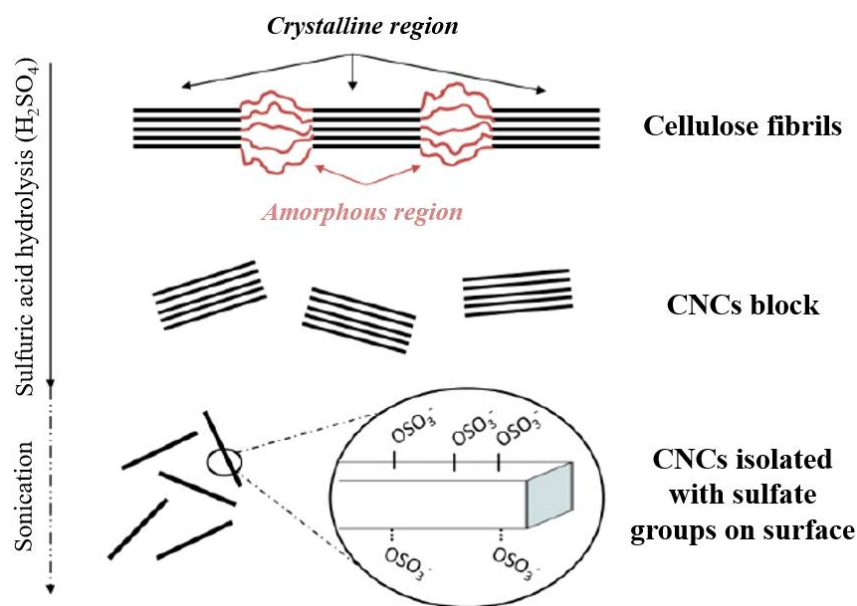 Crystalline region
Sulfuric acid hydrolysis (H₂SO₄)
Cellulose fibrils
Amorphous region
CNCs block
Sonication
OSO₃⁻
OSO₃⁻
OSO₃⁻
OSO₃⁻
OSO₃⁻
CNCs isolated
with sulfate
groups on surface